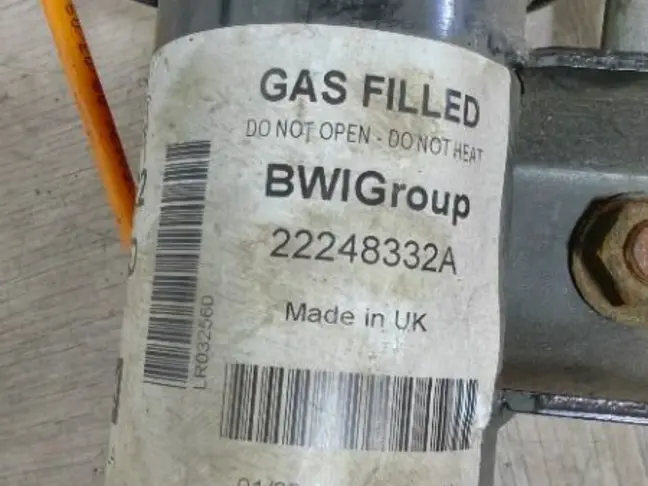 GAS FILLED
DO NOT OPEN - DO NOT HEAT
BWIGroup
22248332A
Made in UK
LR032560